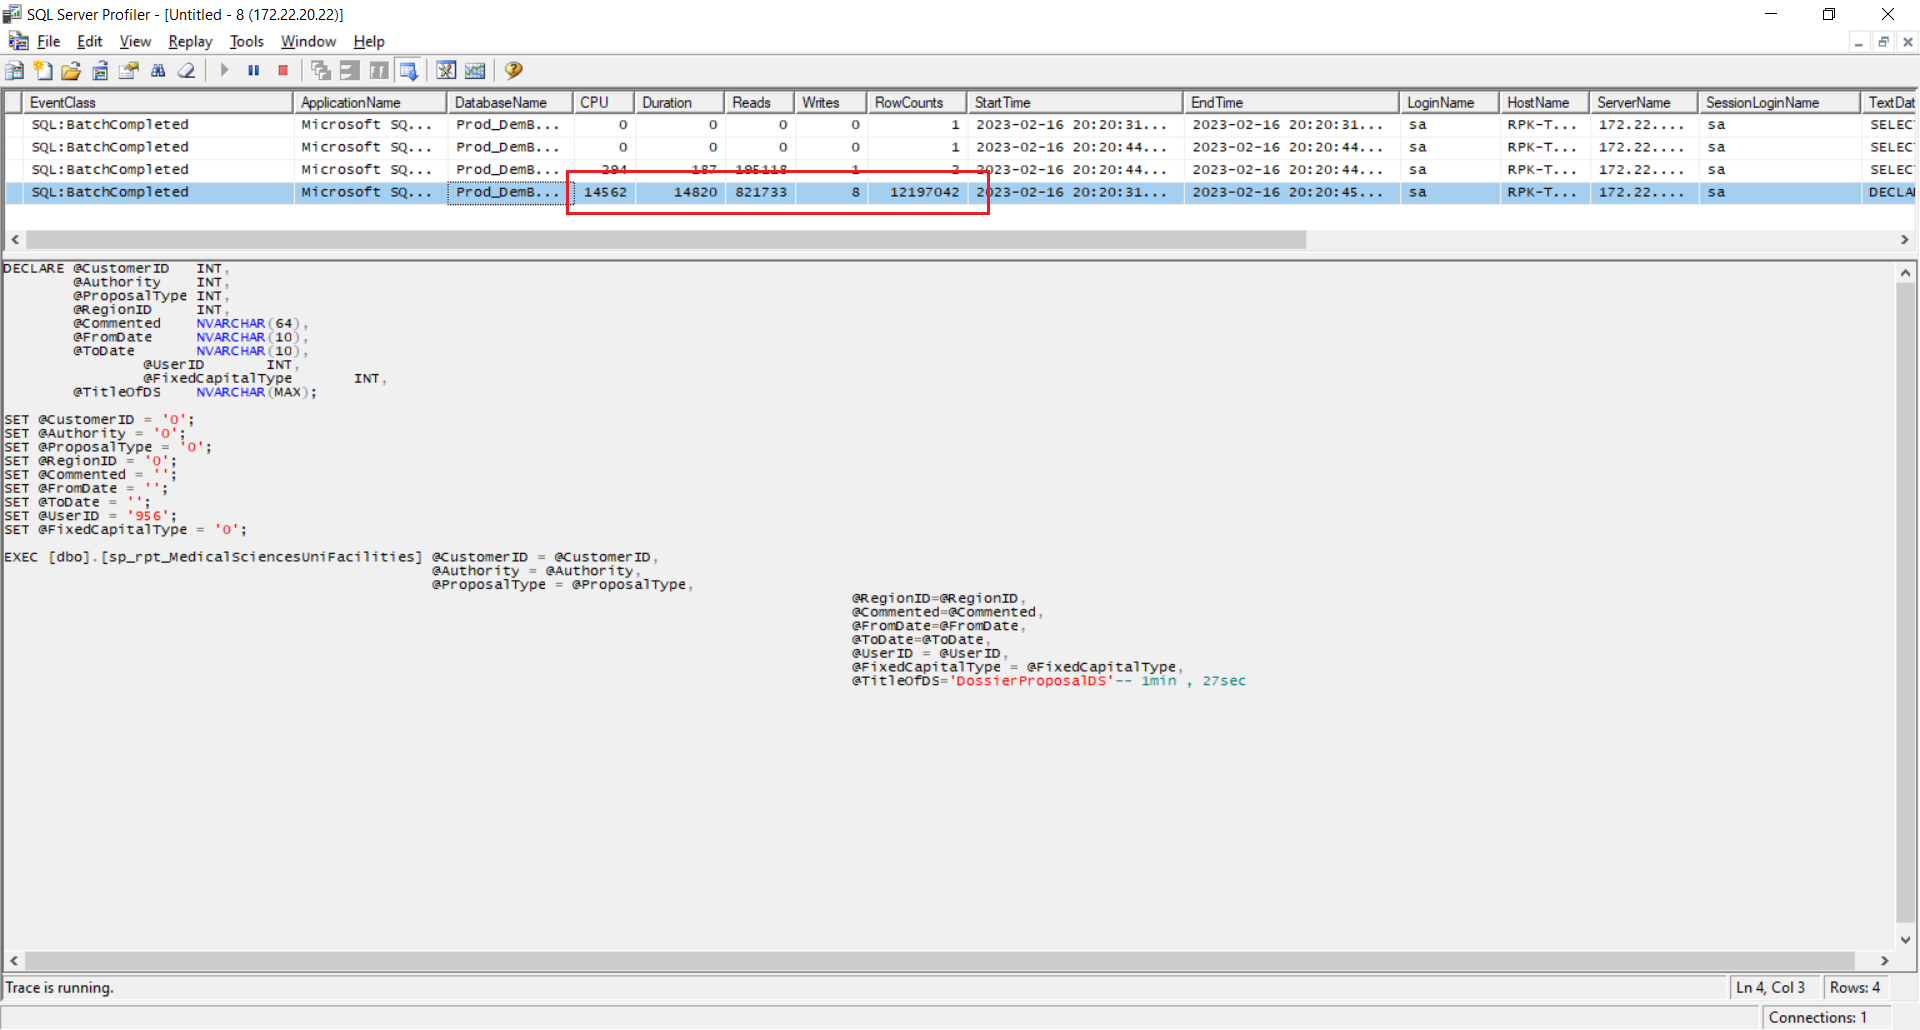 SQL Server Profiler - [Untitled - 8 (172.22.20.22)]
File Edit View Replay Tools Window Help
EventClass ApplicationName DatabaseName CPU Duration Reads Writes RowCounts StartTime EndTime LoginName HostName ServerName SessionLoginName TextDat
SQL:BatchCompleted Microsoft SQ... Prod_DemB... 0 0 0 0 1 2023-02-16 20:20:31... 2023-02-16 20:20:31... sa RPK-T... 172.22.... sa SELEC
SQL:BatchCompleted Microsoft SQ... Prod_DemB... 0 0 0 0 1 2023-02-16 20:20:44... 2023-02-16 20:20:44... sa RPK-T... 172.22.... sa SELEC
SQL:BatchCompleted Microsoft SQ... Prod_DemB... 294 187 195118 1 2 2023-02-16 20:20:44... 2023-02-16 20:20:44... sa RPK-T... 172.22.... sa SELEC
SQL:BatchCompleted Microsoft SQ... Prod_DemB... 14562 14820 821733 8 12197042 2023-02-16 20:20:31... 2023-02-16 20:20:45... sa RPK-T... 172.22.... sa DECLA
DECLARE @CustomerID INT,
@Authority INT,
@ProposalType INT,
@RegionID INT,
@Commented NVARCHAR(64),
@FromDate NVARCHAR(10),
@ToDate NVARCHAR(10),
@UserID INT,
@FixedCapitalType INT,
@TitleOfDS NVARCHAR(MAX);
SET @CustomerID = '0';
SET @Authority = '0';
SET @ProposalType = '0';
SET @RegionID = '0';
SET @Commented = '';
SET @FromDate = '';
SET @ToDate = '';
SET @UserID = '956';
SET @FixedCapitalType = '0';
EXEC [dbo].[sp_rpt_MedicalSciencesUniFacilities] @CustomerID = @CustomerID,
@Authority = @Authority,
@ProposalType = @ProposalType,
@RegionID=@RegionID,
@Commented=@Commented,
@FromDate=@FromDate,
@ToDate=@ToDate,
@UserID = @UserID,
@FixedCapitalType = @FixedCapitalType,
@TitleOfDS='DossierProposalDS'-- 1min , 27sec
Trace is running.
Ln 4, Col 3
Rows: 4
Connections: 1